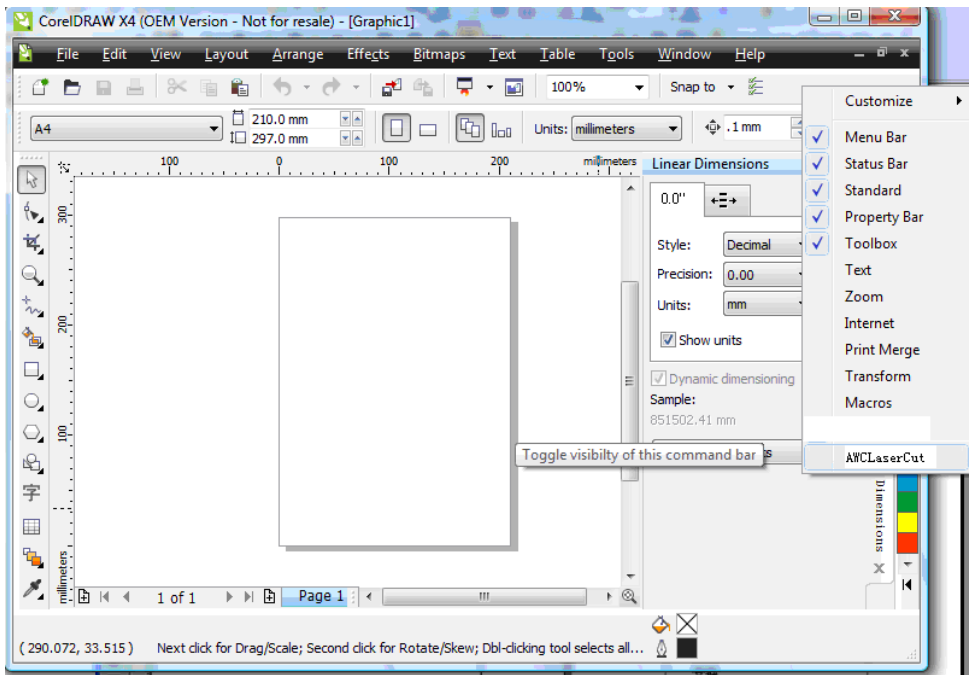 CorelDRAW X4 (OEM Version - Not for resale) - [Graphic1]
File Edit View Layout Arrange Effects Bitmaps Text Table Tools Window Help
100% Snap to
A4 210.0 mm 297.0 mm Units: millimeters .1 mm
100 0 100 200 millimeters
300
200
100
millimeters
字
Linear Dimensions
0.0"
Style: Decimal
Precision: 0.00
Units: mm
Show units
Dynamic dimensioning
Sample:
851502.41 mm
Toggle visibilty of this command bar
Dimensions
Customize
Menu Bar
Status Bar
Standard
Property Bar
Toolbox
Text
Zoom
Internet
Print Merge
Transform
Macros
AWCLaserCut
1 of 1 Page 1
(290.072, 33.515) Next click for Drag/Scale; Second click for Rotate/Skew; Dbl-clicking tool selects all...